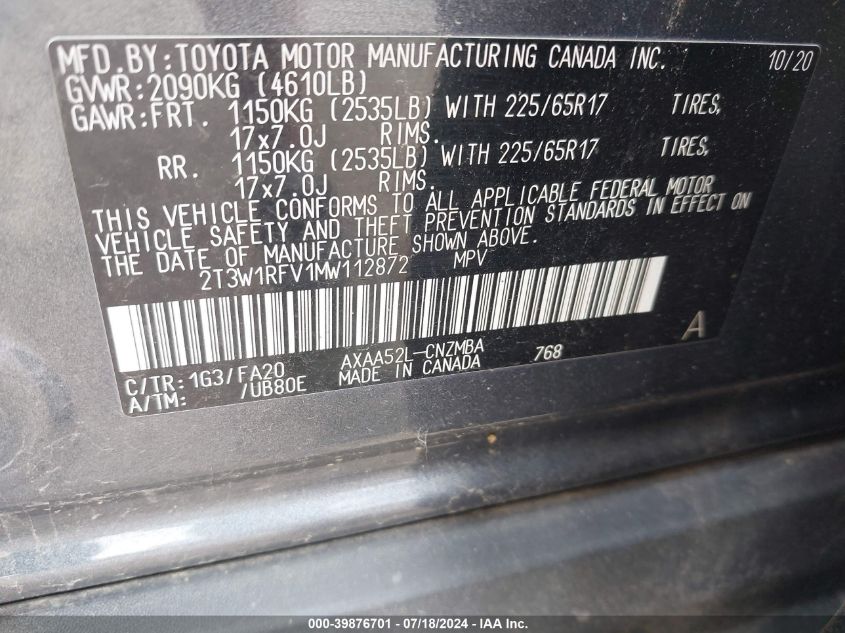 MFD. BY: TOYOTA MOTOR MANUFACTURING CANADA INC. 10/20
GVWR: 2090KG (4610LB)
GAWR: FRT. 1150KG (2535LB) WITH 225/65R17 TIRES,
17x7.0J RIMS.
RR. 1150KG (2535LB) WITH 225/65R17 TIRES,
17x7.0J RIMS.
THIS VEHICLE CONFORMS TO ALL APPLICABLE FEDERAL MOTOR
VEHICLE SAFETY AND THEFT PREVENTION STANDARDS IN EFFECT ON
THE DATE OF MANUFACTURE SHOWN ABOVE.
2T3W1RFV1MW112872 MPV
A
C/TR: 1G3/FA20 AXAA52L-CNZMBA 768
A/TM: /UB80E MADE IN CANADA
000-39876701 - 07/18/2024 - IAA Inc.